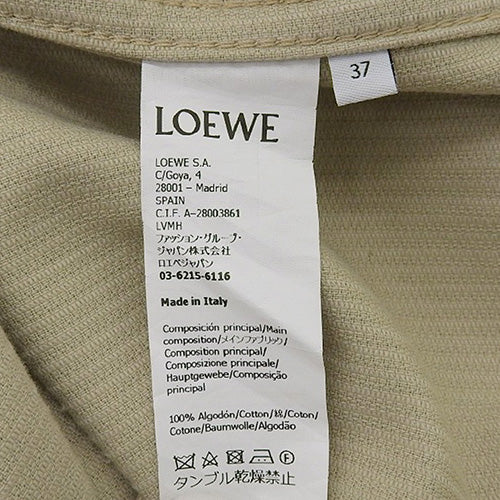 37
LOEWE
LOEWE S.A.
C/Goya, 4
28001 – Madrid
SPAIN
C.I.F. A-28003861
LVMH
ファッション・グループ・
ジャパン株式会社
ロエベジャパン
03-6215-6116
Made in Italy
Composición principal/Main
composition/メインファブリック/
Composition principal/
Composizione principale/
Hauptgewebe/Composição
principal
100% Algodón/Cotton/綿/Coton/
Cotone/Baumwolle/Algodão
タンブル乾燥禁止